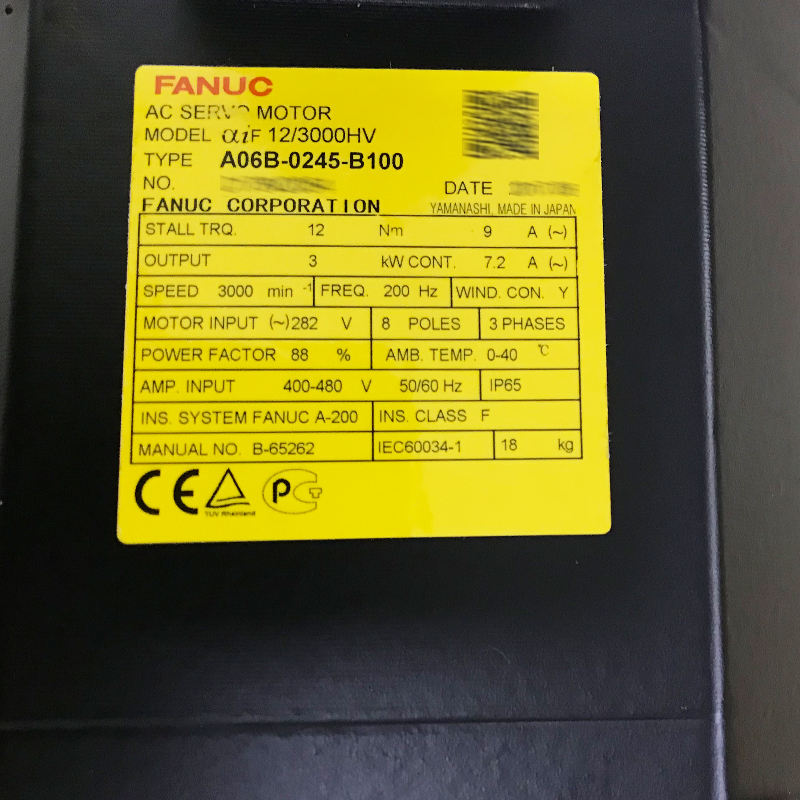 FANUC
AC SERVO MOTOR
MODEL αiF 12/3000HV
TYPE A06B-0245-B100
NO.
DATE
FANUC CORPORATION YAMANASHI, MADE IN JAPAN
STALL TRQ. 12 Nm 9 A (~)
OUTPUT 3 kW CONT. 7.2 A (~)
SPEED 3000 min -1 FREQ. 200 Hz WIND. CON. Y
MOTOR INPUT (~) 282 V 8 POLES 3 PHASES
POWER FACTOR 88 % AMB. TEMP. 0-40 ℃
AMP. INPUT 400-480 V 50/60 Hz IP65
INS. SYSTEM FANUC A-200 INS. CLASS F
MANUAL NO. B-65262 IEC60034-1 18 kg
CE TUV Rheinland PCT